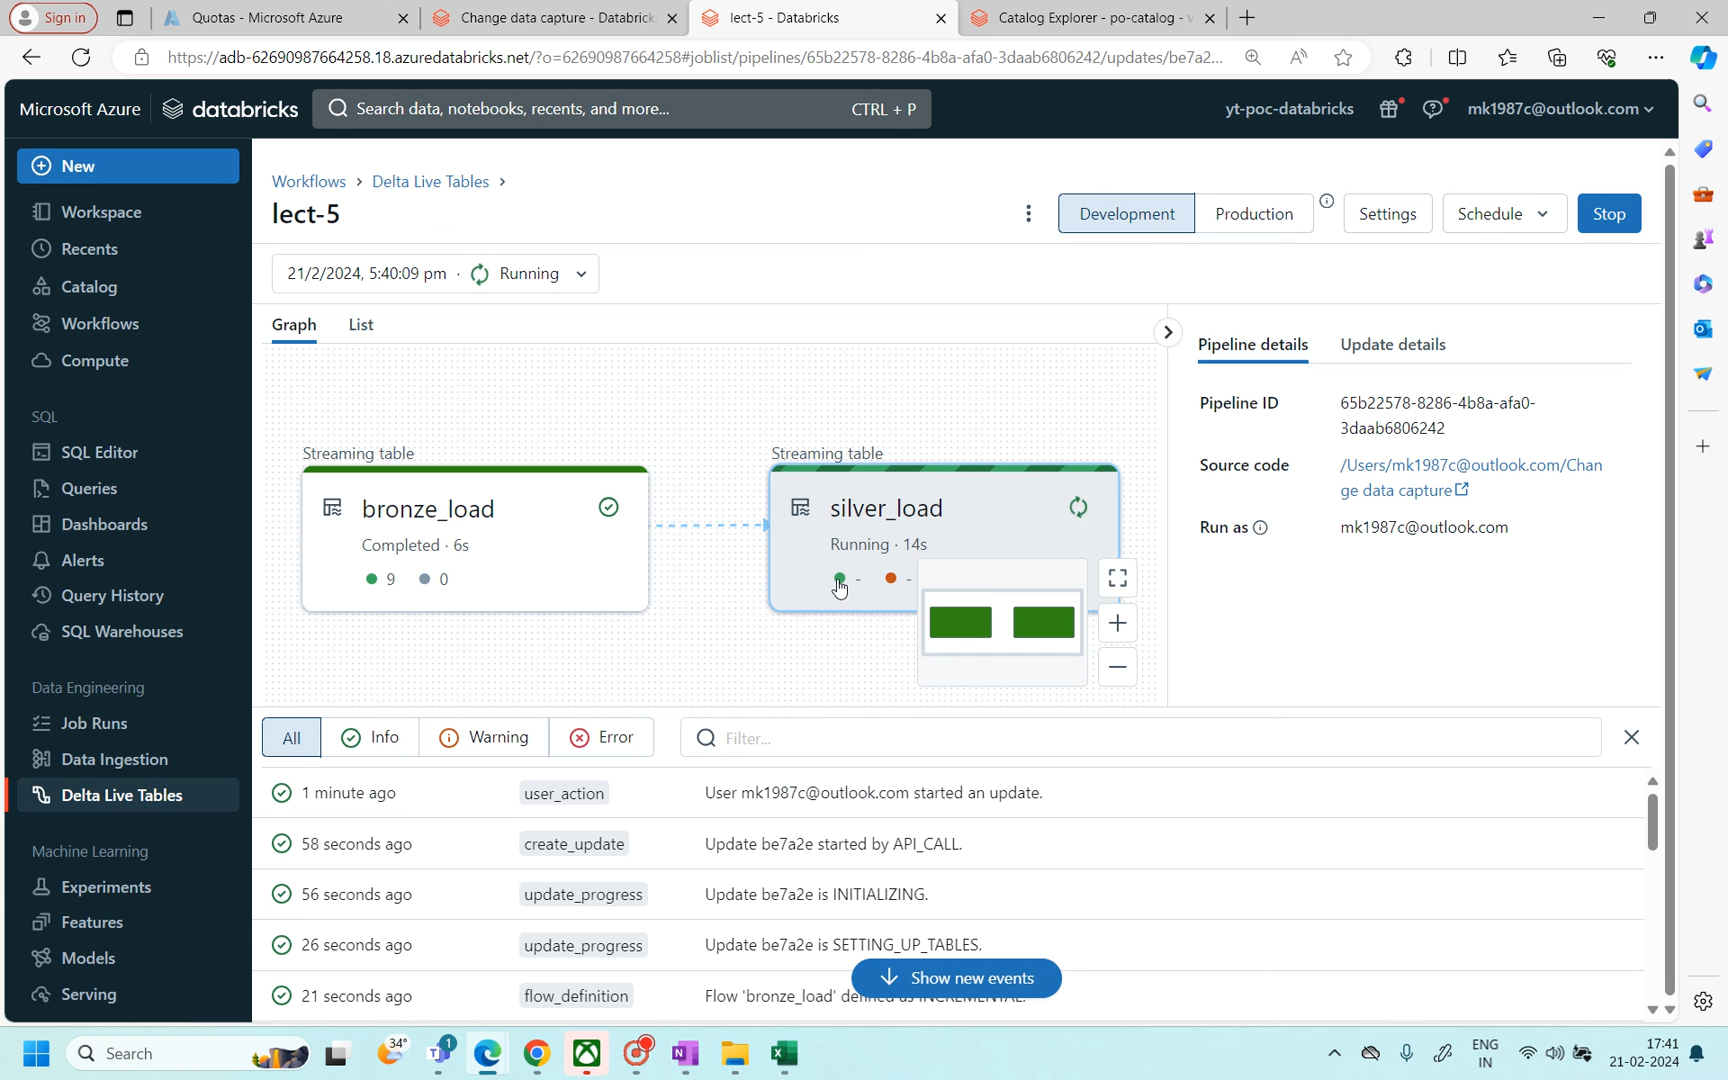 Sign in
Quotas - Microsoft Azure
Change data capture - Databrick
lect-5 - Databricks
Catalog Explorer - po-catalog -
https://adb-62690987664258.18.azuredatabricks.net/?o=62690987664258#joblist/pipelines/65b22578-8286-4b8a-afa0-3daab6806242/updates/be7a2...
Microsoft Azure
databricks
Search data, notebooks, recents, and more...
CTRL + P
yt-poc-databricks
mk1987c@outlook.com
New
Workspace
Recents
Catalog
Workflows
Compute
SQL
SQL Editor
Queries
Dashboards
Alerts
Query History
SQL Warehouses
Data Engineering
Job Runs
Data Ingestion
Delta Live Tables
Machine Learning
Experiments
Features
Models
Serving
Workflows > Delta Live Tables >
lect-5
Development
Production
Settings
Schedule
Stop
21/2/2024, 5:40:09 pm · Running
Graph
List
Streaming table
bronze_load
Completed · 6s
9
0
Streaming table
silver_load
Running · 14s
-
-
Pipeline details
Update details
Pipeline ID
65b22578-8286-4b8a-afa0-
3daab6806242
Source code
/Users/mk1987c@outlook.com/Chan
ge data capture
Run as
mk1987c@outlook.com
All
Info
Warning
Error
Filter...
1 minute ago user_action User mk1987c@outlook.com started an update.
58 seconds ago create_update Update be7a2e started by API_CALL.
56 seconds ago update_progress Update be7a2e is INITIALIZING.
26 seconds ago update_progress Update be7a2e is SETTING_UP_TABLES.
Show new events
21 seconds ago flow_definition Flow 'bronze_load' defined as INCREMENTAL.
Search
34°
1
ENG
IN
17:41
21-02-2024